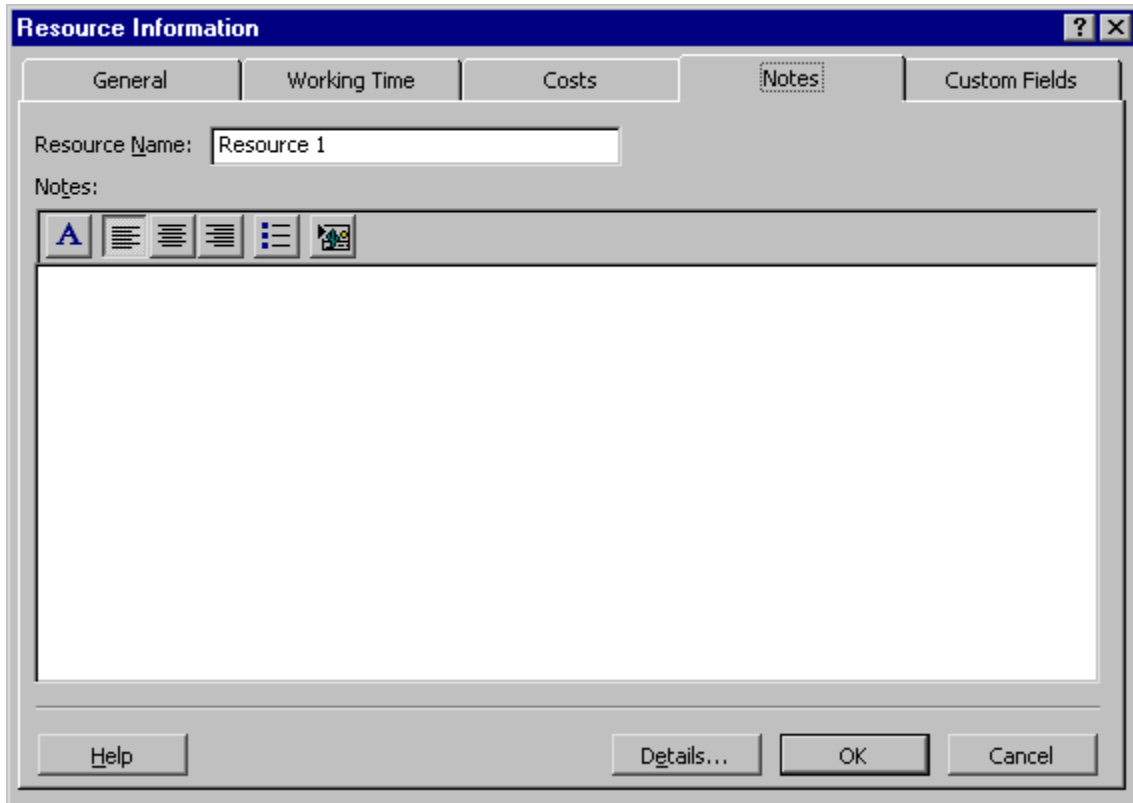 Resource Information
General Working Time Costs Notes Custom Fields
Resource Name: Resource 1
Notes:
A
Help Details... OK Cancel